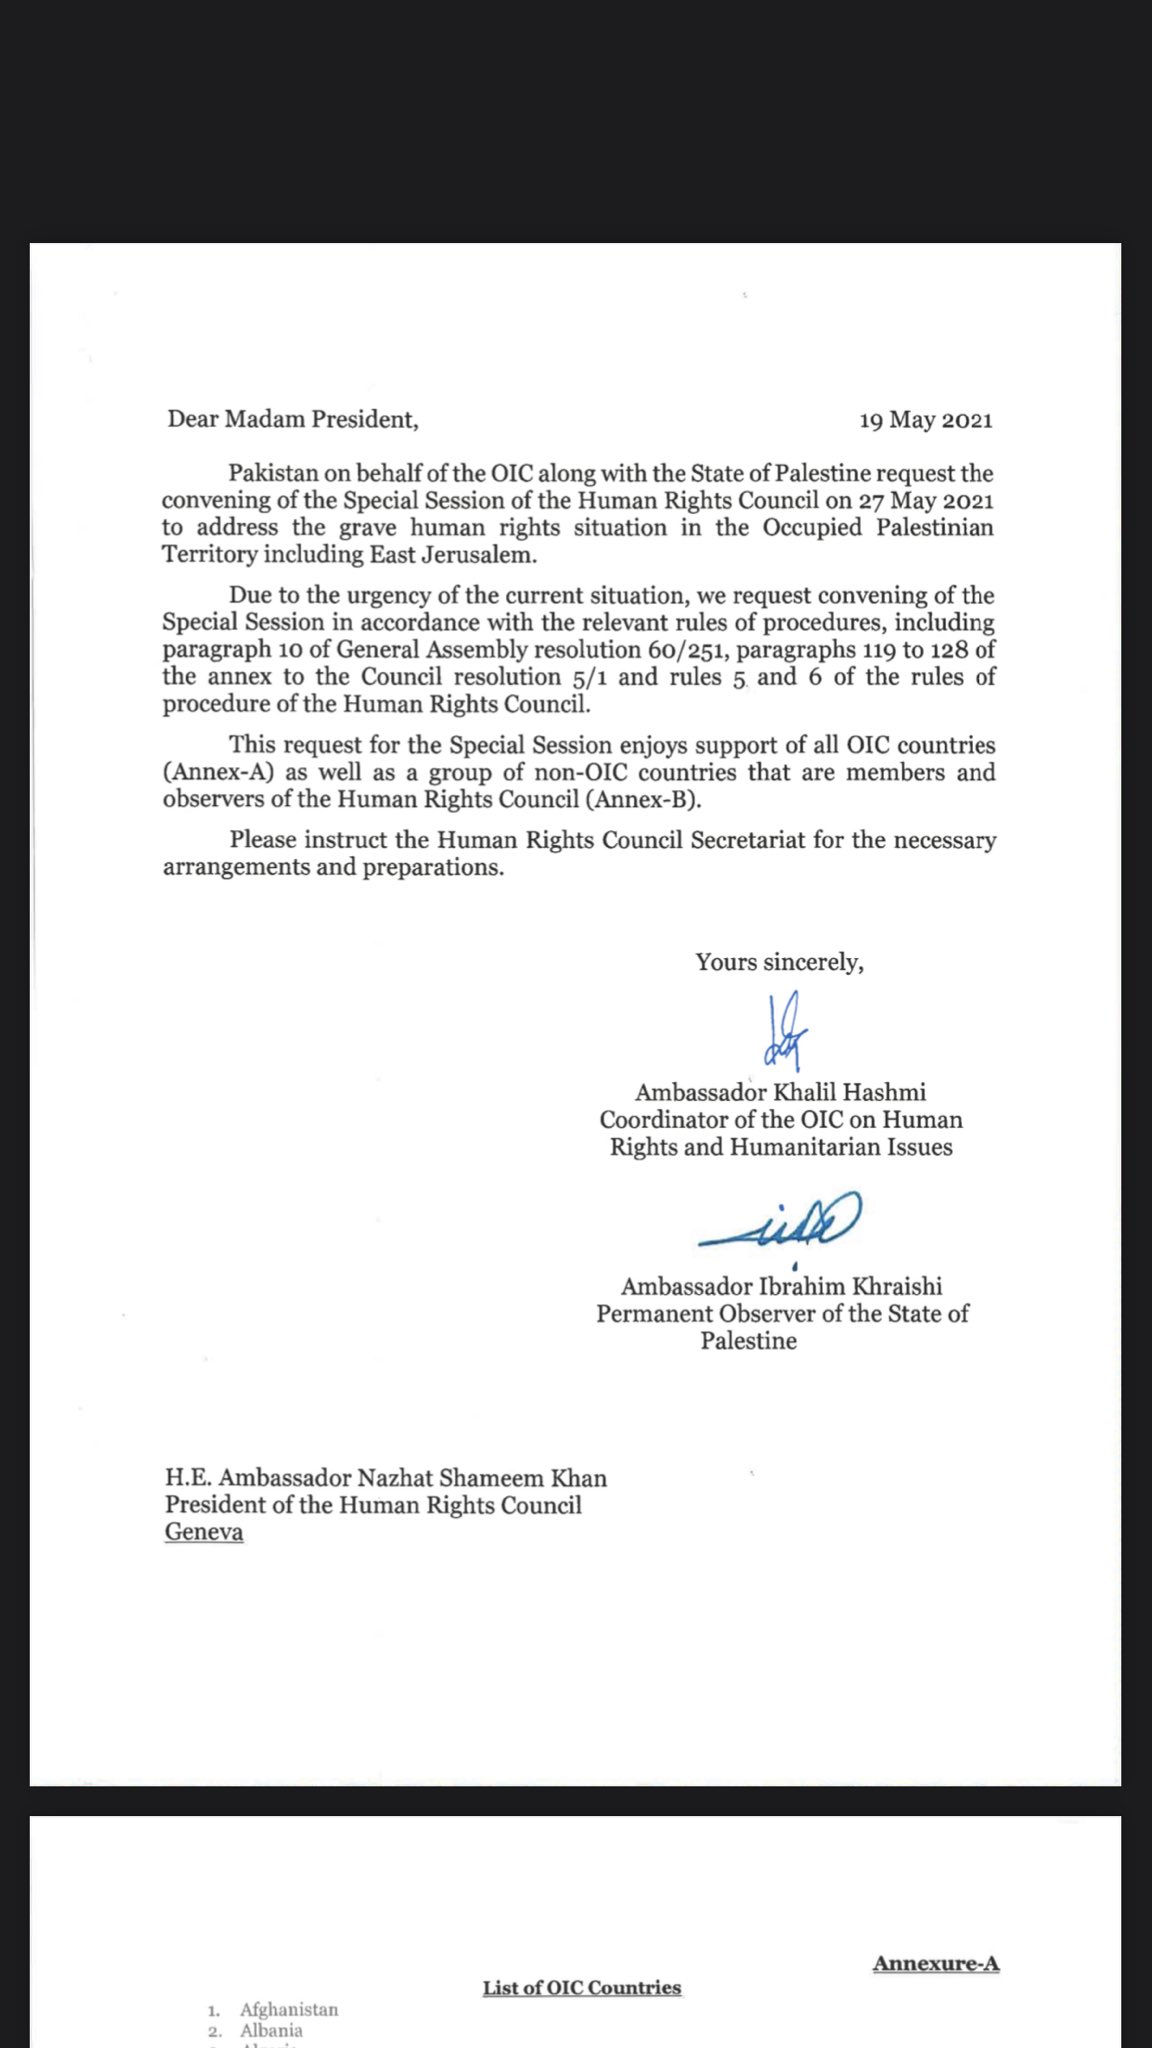 Dear Madam President, 19 May 2021
Pakistan on behalf of the OIC along with the State of Palestine request the
convening of the Special Session of the Human Rights Council on 27 May 2021
to address the grave human rights situation in the Occupied Palestinian
Territory including East Jerusalem.
Due to the urgency of the current situation, we request convening of the
Special Session in accordance with the relevant rules of procedures, including
paragraph 10 of General Assembly resolution 60/251, paragraphs 119 to 128 of
the annex to the Council resolution 5/1 and rules 5 and 6 of the rules of
procedure of the Human Rights Council.
This request for the Special Session enjoys support of all OIC countries
(Annex-A) as well as a group of non-OIC countries that are members and
observers of the Human Rights Council (Annex-B).
Please instruct the Human Rights Council Secretariat for the necessary
arrangements and preparations.
Yours sincerely,
Ambassador Khalil Hashmi
Coordinator of the OIC on Human
Rights and Humanitarian Issues
Ambassador Ibrahim Khraishi
Permanent Observer of the State of
Palestine
H.E. Ambassador Nazhat Shameem Khan
President of the Human Rights Council
Geneva
Annexure-A
List of OIC Countries
1. Afghanistan
2. Albania